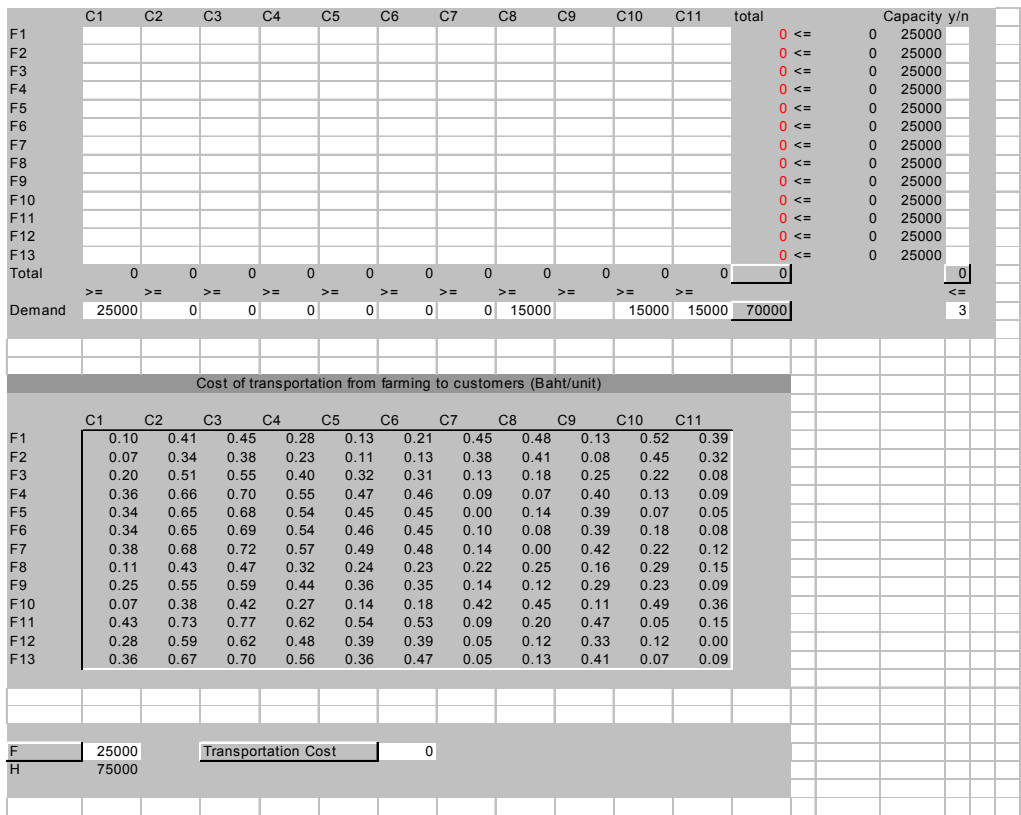 C1 C2 C3 C4 C5 C6 C7 C8 C9 C10 C11 total Capacity y/n
F1 0 <= 0 25000
F2 0 <= 0 25000
F3 0 <= 0 25000
F4 0 <= 0 25000
F5 0 <= 0 25000
F6 0 <= 0 25000
F7 0 <= 0 25000
F8 0 <= 0 25000
F9 0 <= 0 25000
F10 0 <= 0 25000
F11 0 <= 0 25000
F12 0 <= 0 25000
F13 0 <= 0 25000
Total 0 0 0 0 0 0 0 0 0 0 0 0 0
>= >= >= >= >= >= >= >= >= >= >= <=
Demand 25000 0 0 0 0 0 0 15000 15000 15000 70000 3
Cost of transportation from farming to customers (Baht/unit)
C1 C2 C3 C4 C5 C6 C7 C8 C9 C10 C11
F1 0.10 0.41 0.45 0.28 0.13 0.21 0.45 0.48 0.13 0.52 0.39
F2 0.07 0.34 0.38 0.23 0.11 0.13 0.38 0.41 0.08 0.45 0.32
F3 0.20 0.51 0.55 0.40 0.32 0.31 0.13 0.18 0.25 0.22 0.08
F4 0.36 0.66 0.70 0.55 0.47 0.46 0.09 0.07 0.40 0.13 0.09
F5 0.34 0.65 0.68 0.54 0.45 0.45 0.00 0.14 0.39 0.07 0.05
F6 0.34 0.65 0.69 0.54 0.46 0.45 0.10 0.08 0.39 0.18 0.08
F7 0.38 0.68 0.72 0.57 0.49 0.48 0.14 0.00 0.42 0.22 0.12
F8 0.11 0.43 0.47 0.32 0.24 0.23 0.22 0.25 0.16 0.29 0.15
F9 0.25 0.55 0.59 0.44 0.36 0.35 0.14 0.12 0.29 0.23 0.09
F10 0.07 0.38 0.42 0.27 0.14 0.18 0.42 0.45 0.11 0.49 0.36
F11 0.43 0.73 0.77 0.62 0.54 0.53 0.09 0.20 0.47 0.05 0.15
F12 0.28 0.59 0.62 0.48 0.39 0.39 0.05 0.12 0.33 0.12 0.00
F13 0.36 0.67 0.70 0.56 0.36 0.47 0.05 0.13 0.41 0.07 0.09
F 25000 Transportation Cost 0
H 75000